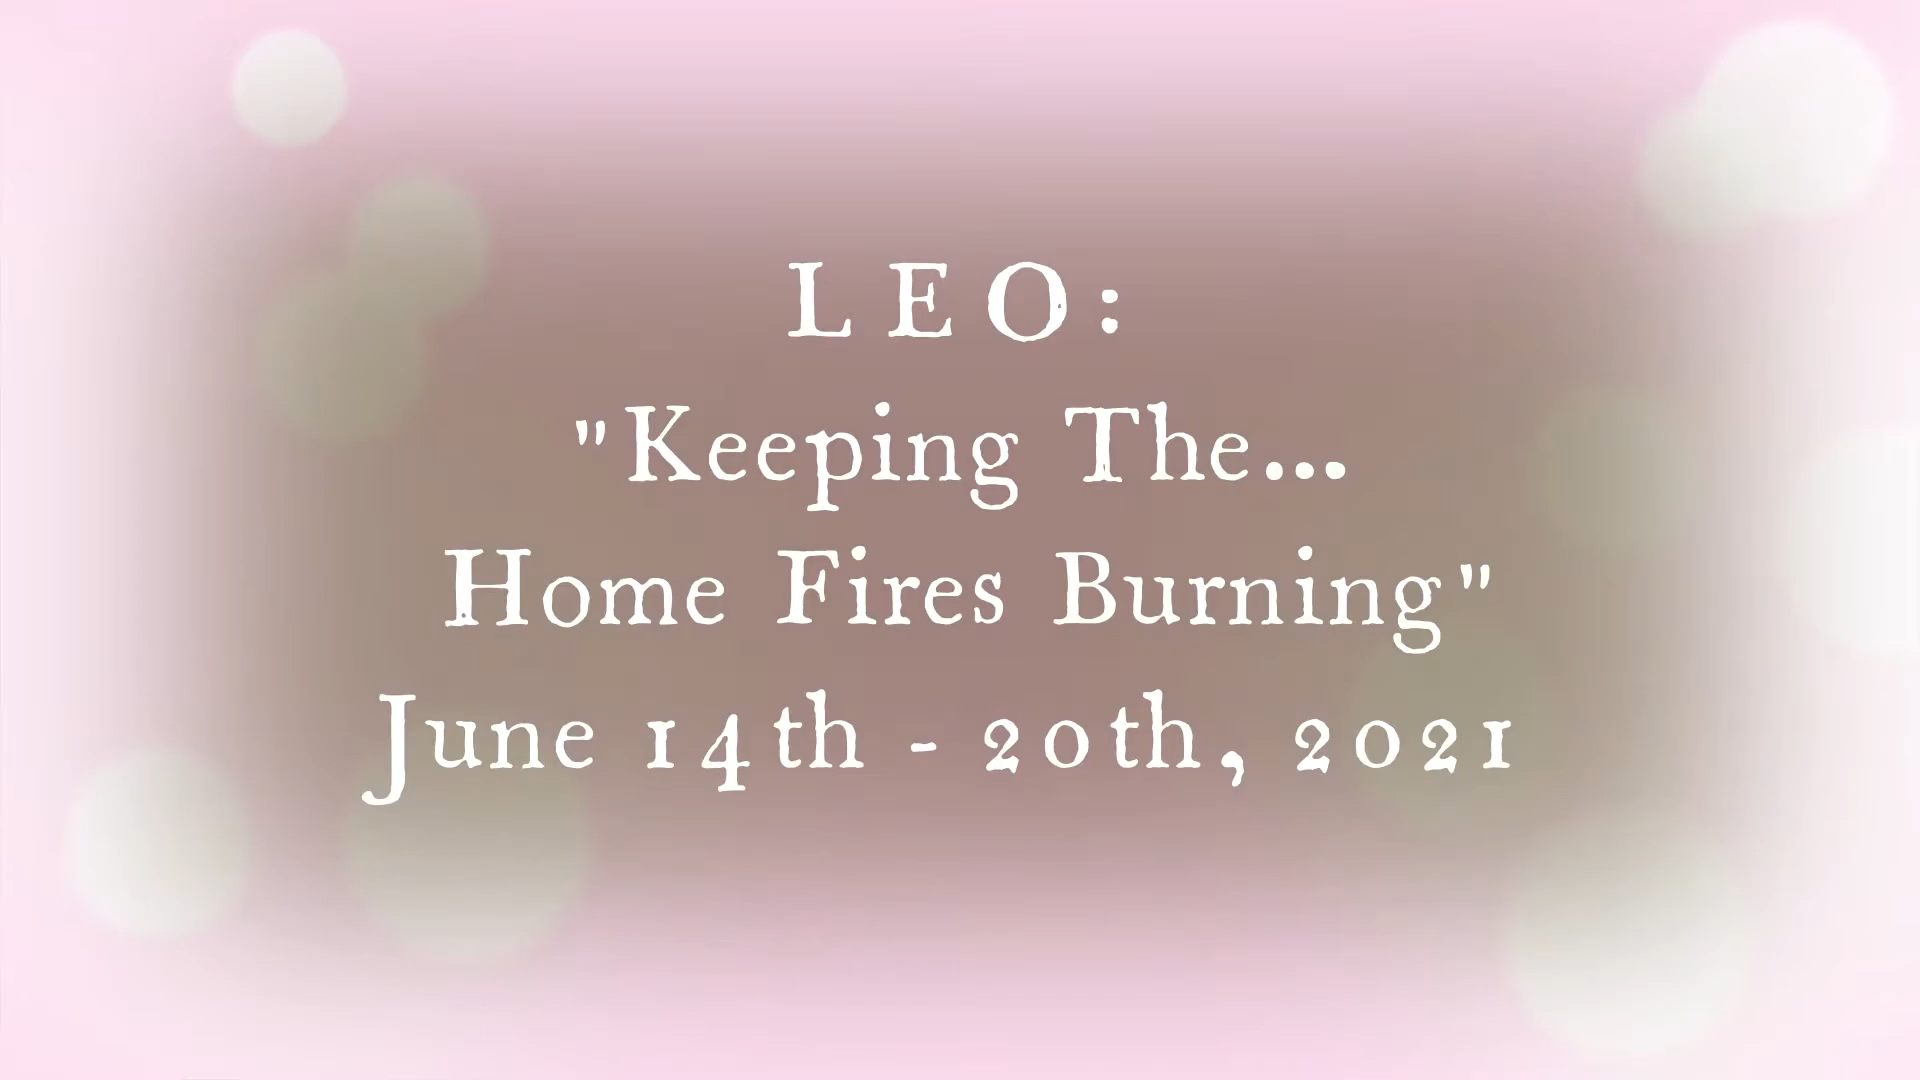 LEO:
"Keeping The...
Home Fires Burning"
June 14th - 20th, 2021